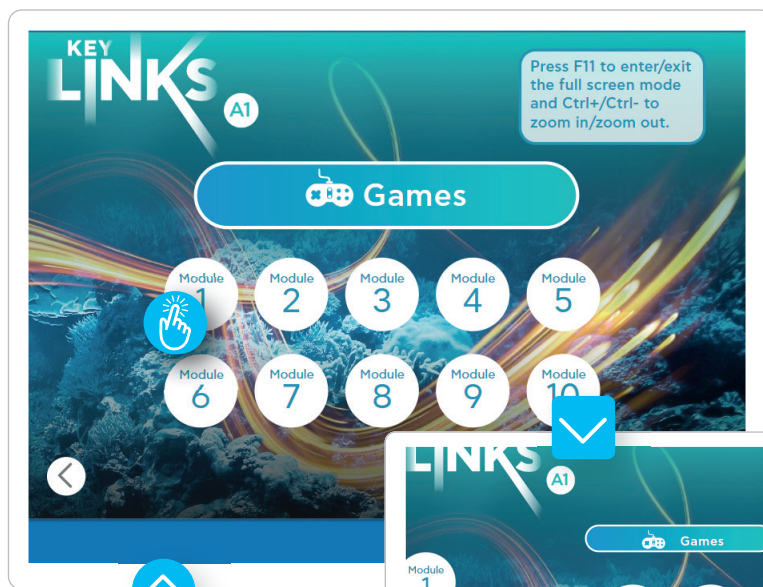 KEY
LINKS
A1
Press F11 to enter/exit
the full screen mode
and Ctrl+/Ctrl- to
zoom in/zoom out.
Games
Module
1
Module
2
Module
3
Module
4
Module
5
Module
6
Module
7
Module
8
Module
9
Module
10
LINKS
A1
Games
Module
1